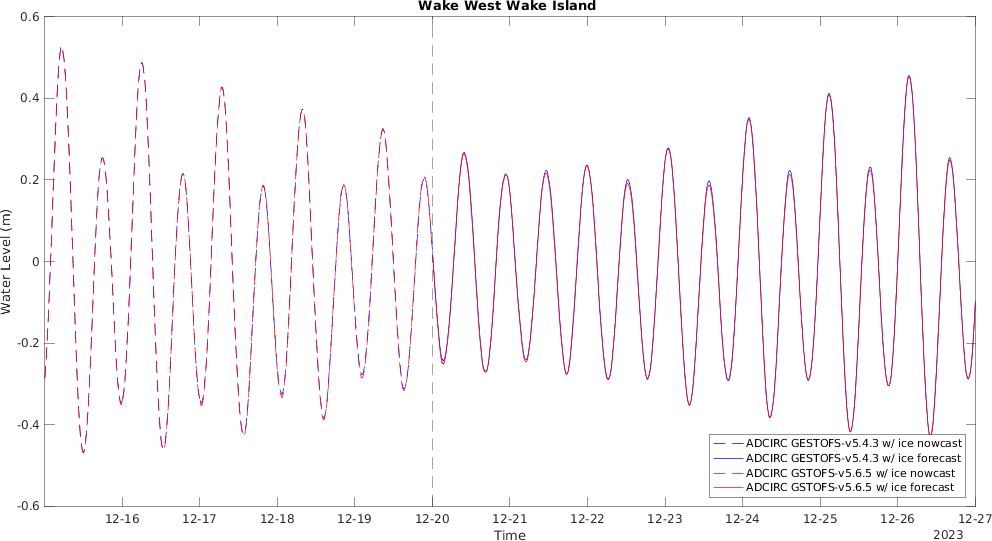 Wake West Wake Island
0.6
0.4
0.2
0
-0.2
-0.4
-0.6
Water Level (m)
ADCIRC GESTOFS-v5.4.3 w/ ice nowcast
ADCIRC GESTOFS-v5.4.3 w/ ice forecast
ADCIRC GSTOFS-v5.6.5 w/ ice nowcast
ADCIRC GSTOFS-v5.6.5 w/ ice forecast
12-16 12-17 12-18 12-19 12-20 12-21 12-22 12-23 12-24 12-25 12-26 12-27
Time 2023